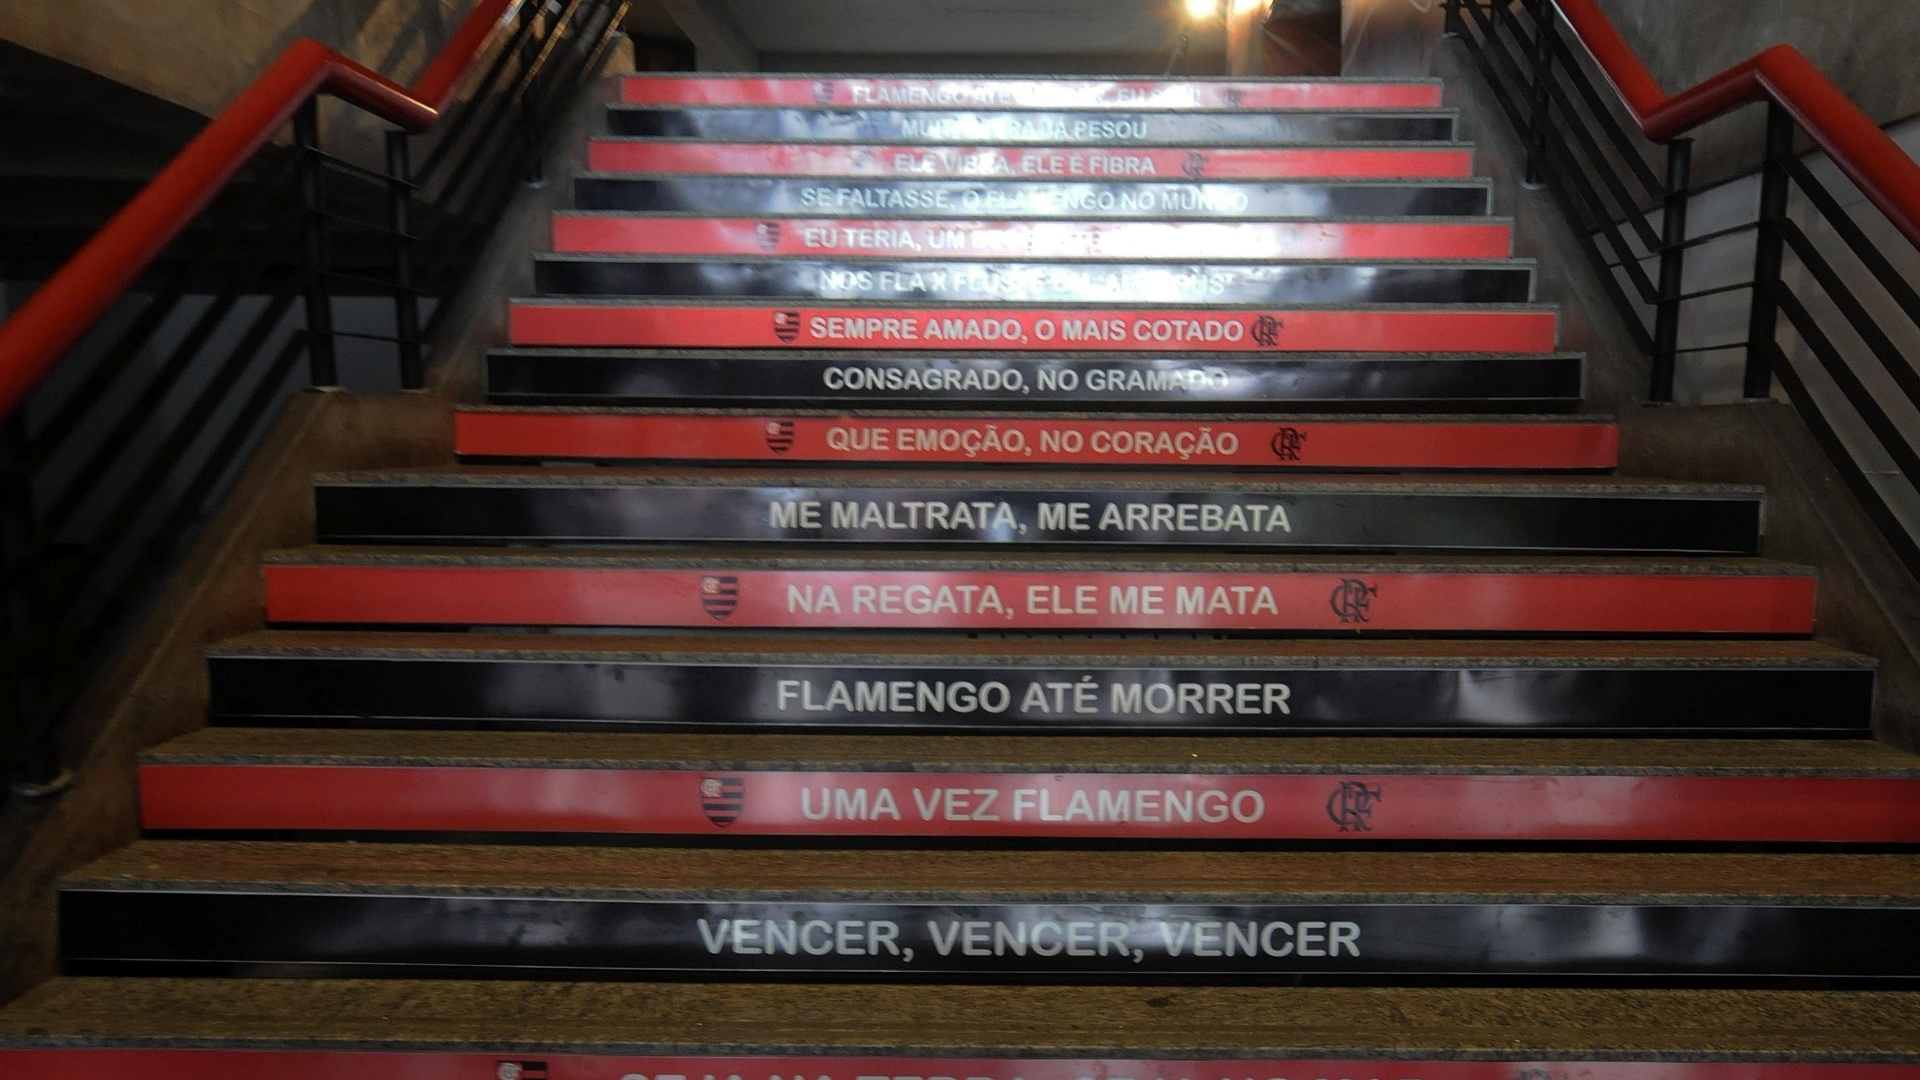 FLAMENGO ATÉ
PESOU
ELE VIBRA, ELE É FIBRA
SE FALTASSE, O FLAMENGO NO MUNDO
EU TERIA, UM
NOS FLA X FLUS
SEMPRE AMADO, O MAIS COTADO
CONSAGRADO, NO GRAMADO
QUE EMOÇÃO, NO CORAÇÃO
ME MALTRATA, ME ARREBATA
NA REGATA, ELE ME MATA
FLAMENGO ATÉ MORRER
UMA VEZ FLAMENGO
VENCER, VENCER, VENCER